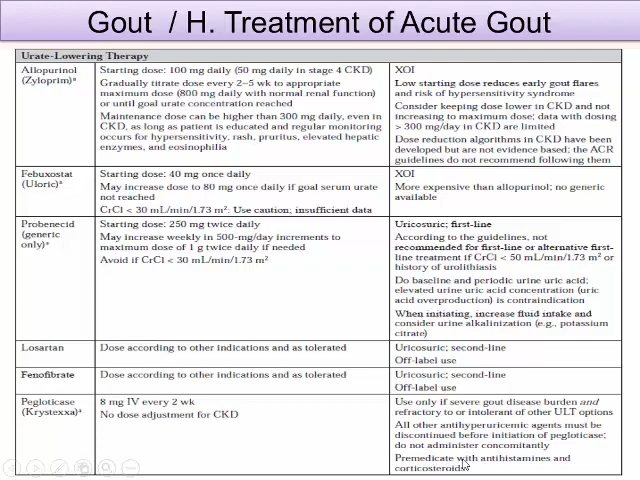 Gout / H. Treatment of Acute Gout
Urate-Lowering Therapy
Allopurinol
(Zyloprim)ª
Starting dose: 100 mg daily (50 mg daily in stage 4 CKD)
Gradually titrate dose every 2–5 wk to appropriate
maximum dose (800 mg daily with normal renal function)
or until goal urate concentration reached
Maintenance dose can be higher than 300 mg daily, even in
CKD, as long as patient is educated and regular monitoring
occurs for hypersensitivity, rash, pruritus, elevated hepatic
enzymes, and eosinophilia
XOI
Low starting dose reduces early gout flares
and risk of hypersensitivity syndrome
Consider keeping dose lower in CKD and not
increasing to maximum dose; data with dosing
> 300 mg/day in CKD are limited
Dose reduction algorithms in CKD have been
developed but are not evidence based; the ACR
guidelines do not recommend following them
Febuxostat
(Uloric)ª
Starting dose: 40 mg once daily
May increase dose to 80 mg once daily if goal serum urate
not reached
CrCl < 30 mL/min/1.73 m²: Use caution; insufficient data
XOI
More expensive than allopurinol; no generic
available
Probenecid
(generic
only)ª
Starting dose: 250 mg twice daily
May increase weekly in 500-mg/day increments to
maximum dose of 1 g twice daily if needed
Avoid if CrCl < 30 mL/min/1.73 m²
Uricosuric; first-line
According to the guidelines, not
recommended for first-line or alternative first-
line treatment if CrCl < 50 mL/min/1.73 m² or
history of urolithiasis
Do baseline and periodic urine uric acid;
elevated urine uric acid concentration (uric
acid overproduction) is contraindication
When initiating, increase fluid intake and
consider urine alkalinization (e.g., potassium
citrate)
Losartan
Dose according to other indications and as tolerated
Uricosuric; second-line
Off-label use
Fenofibrate
Dose according to other indications and as tolerated
Uricosuric; second-line
Off-label use
Pegloticase
(Krystexxa)ª
8 mg IV every 2 wk
No dose adjustment for CKD
Use only if severe gout disease burden and
refractory to or intolerant of other ULT options
All other antihyperuricemic agents must be
discontinued before initiation of pegloticase;
do not administer concomitantly
Premedicate with antihistamines and
corticosteroids